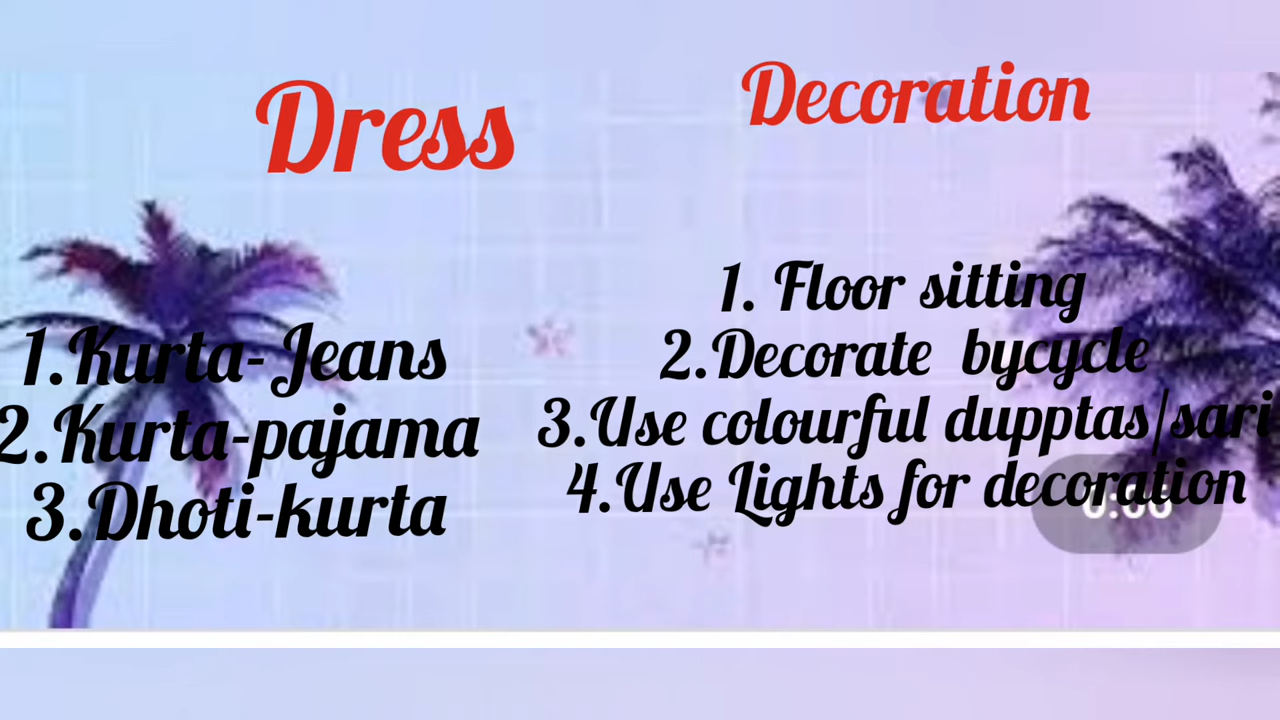 Dress
1. Kurta-Jeans
2. Kurta-pajama
3. Dhoti-kurta
Decoration
1. Floor sitting
2. Decorate bycycle
3. Use colourful dupptas/sari
4. Use Lights for decoration